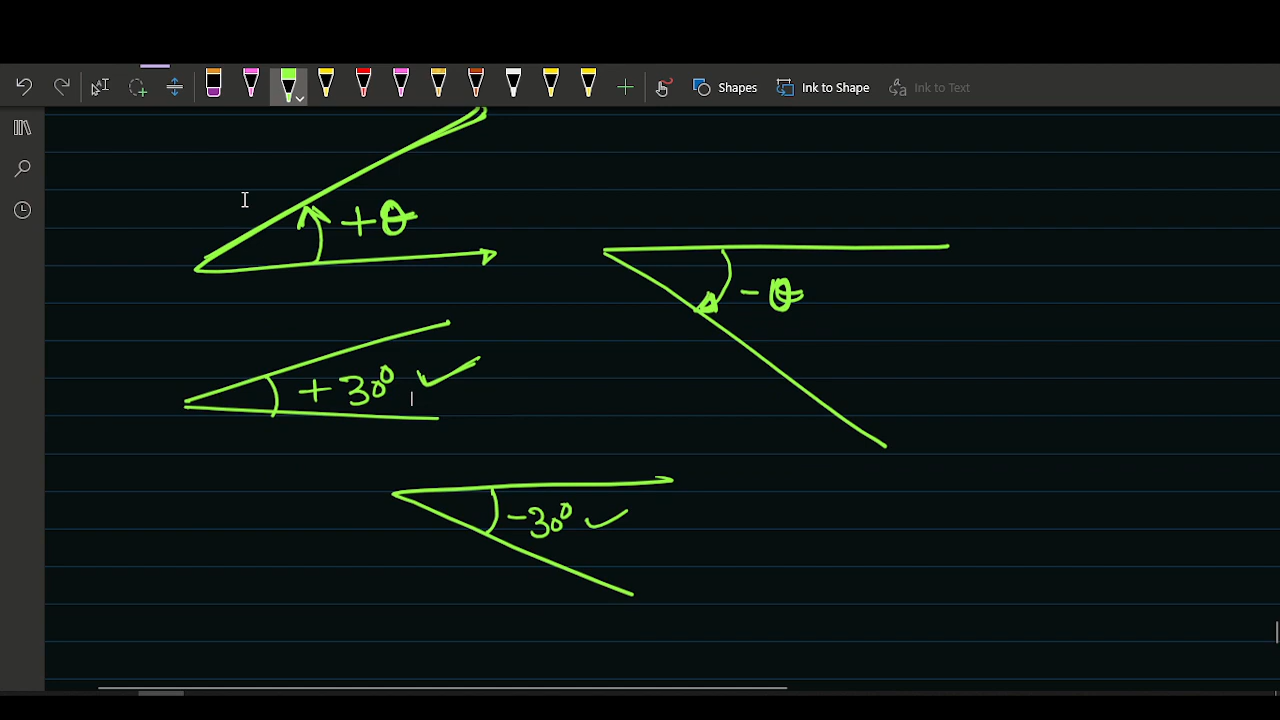 Shapes
Ink to Shape
Ink to Text
+θ
-θ
+30°
-30°